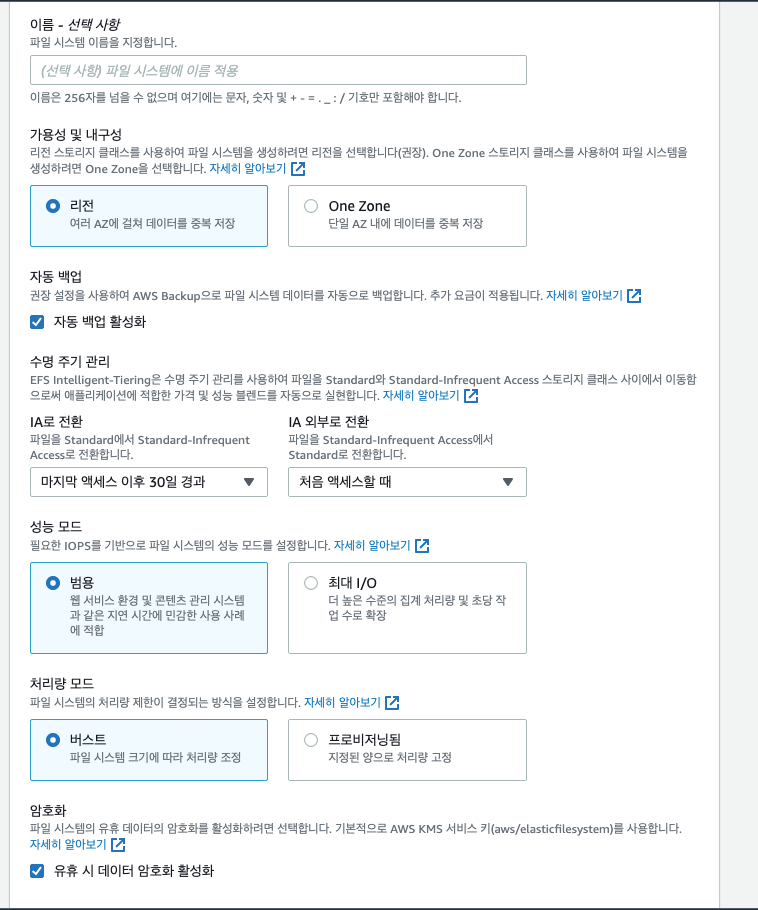 이름 - 선택 사항
파일 시스템 이름을 지정합니다.
(선택 사항) 파일 시스템에 이름 적용
이름은 256자를 넘을 수 없으며 여기에는 문자, 숫자 및 + - = . _ : / 기호만 포함해야 합니다.
가용성 및 내구성
리전 스토리지 클래스를 사용하여 파일 시스템을 생성하려면 리전을 선택합니다(권장). One Zone 스토리지 클래스를 사용하여 파일 시스템을
생성하려면 One Zone을 선택합니다. 자세히 알아보기
리전
여러 AZ에 걸쳐 데이터를 중복 저장
One Zone
단일 AZ 내에 데이터를 중복 저장
자동 백업
권장 설정을 사용하여 AWS Backup으로 파일 시스템 데이터를 자동으로 백업합니다. 추가 요금이 적용됩니다. 자세히 알아보기
자동 백업 활성화
수명 주기 관리
EFS Intelligent-Tiering은 수명 주기 관리를 사용하여 파일을 Standard와 Standard-Infrequent Access 스토리지 클래스 사이에서 이동함
으로써 애플리케이션에 적합한 가격 및 성능 블렌드를 자동으로 실현합니다. 자세히 알아보기
IA로 전환
파일을 Standard에서 Standard-Infrequent
Access로 전환합니다.
마지막 액세스 이후 30일 경과
IA 외부로 전환
파일을 Standard-Infrequent Access에서
Standard로 전환합니다.
처음 액세스할 때
성능 모드
필요한 IOPS를 기반으로 파일 시스템의 성능 모드를 설정합니다. 자세히 알아보기
범용
웹 서비스 환경 및 콘텐츠 관리 시스템
과 같은 지연 시간에 민감한 사용 사례
에 적합
최대 I/O
더 높은 수준의 집계 처리량 및 초당 작
업 수로 확장
처리량 모드
파일 시스템의 처리량 제한이 결정되는 방식을 설정합니다. 자세히 알아보기
버스트
파일 시스템 크기에 따라 처리량 조정
프로비저닝됨
지정된 양으로 처리량 고정
암호화
파일 시스템의 유휴 데이터의 암호화를 활성화하려면 선택합니다. 기본적으로 AWS KMS 서비스 키(aws/elasticfilesystem)를 사용합니다.
자세히 알아보기
유휴 시 데이터 암호화 활성화